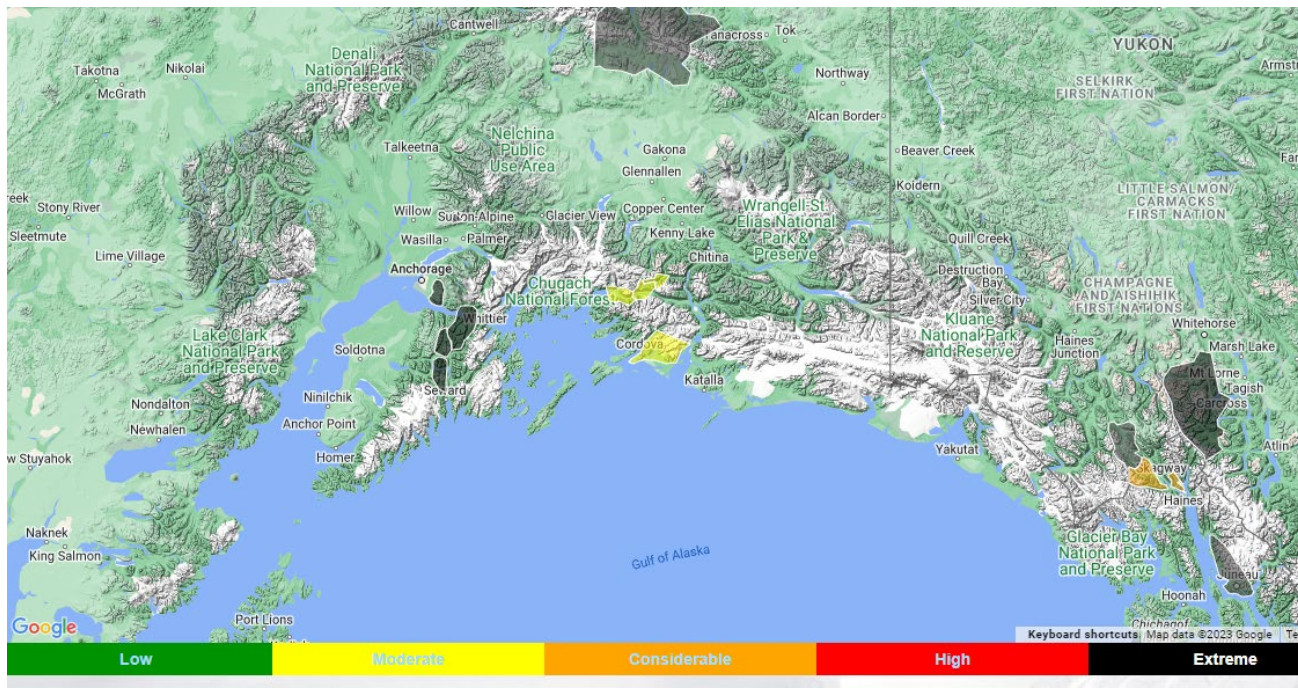 Cantwell
Tok
YUKON
Denali
National Park
and Preserve
Takotna
Nikolai
McGrath
Northway
SELKIRK
FIRST NATION
Alcan Border
Nelchina
Public
Use Area
Talkeetna
Gakona
Glennallen
Beaver Creek
Koidern
Stony River
Sleetmute
Willow
Sutton-Alpine
Glacier View
Copper Center
Wrangell-St.
Elias National
Park &
Preserve
LITTLE SALMON/
CARMACKS
FIRST NATION
Wasilla
Palmer
Kenny Lake
Quill Creek
Lime Village
Chitina
Anchorage
Destruction
Bay
Silver City
Chugach
National Forest
CHAMPAGNE
AND AISHIHIK
FIRST NATIONS
Whittier
Lake Clark
National Park
and Preserve
Soldotna
Cordova
Kluane
National Park
and Reserve
Whitehorse
Haines
Junction
Marsh Lake
Katalla
Mt Lorne
Tagish
Carcross
Seward
Ninilchik
Nondalton
Anchor Point
Newhalen
Atlin
w Stuyahok
Homer
Yakutat
Skagway
Haines
Naknek
King Salmon
Glacier Bay
National Park
and Preserve
Gulf of Alaska
Juneau
Hoonah
Port Lions
Chichagof
Google
Keyboard shortcuts Map data ©2023 Google Te
Low Moderate Considerable High Extreme